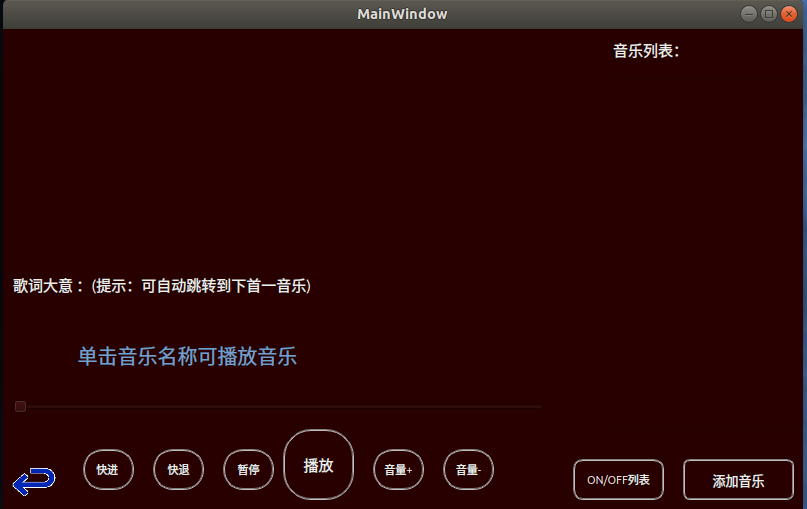 MainWindow
音乐列表:
歌词大意 : (提示: 可自动跳转到下首一音乐)
单击音乐名称可播放音乐
快进
快退
暂停
播放
音量+
音量-
ON/OFF列表
添加音乐